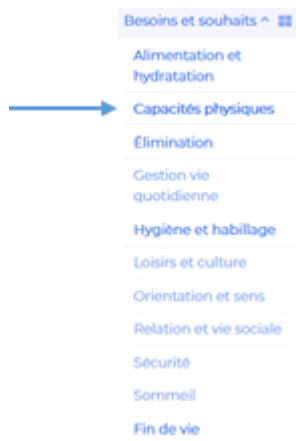 Besoins et souhaits
Alimentation et
hydratation
Capacités physiques
Élimination
Gestion vie
quotidienne
Hygiène et habillage
Loisirs et culture
Orientation et sens
Relation et vie sociale
Sécurité
Sommeil
Fin de vie